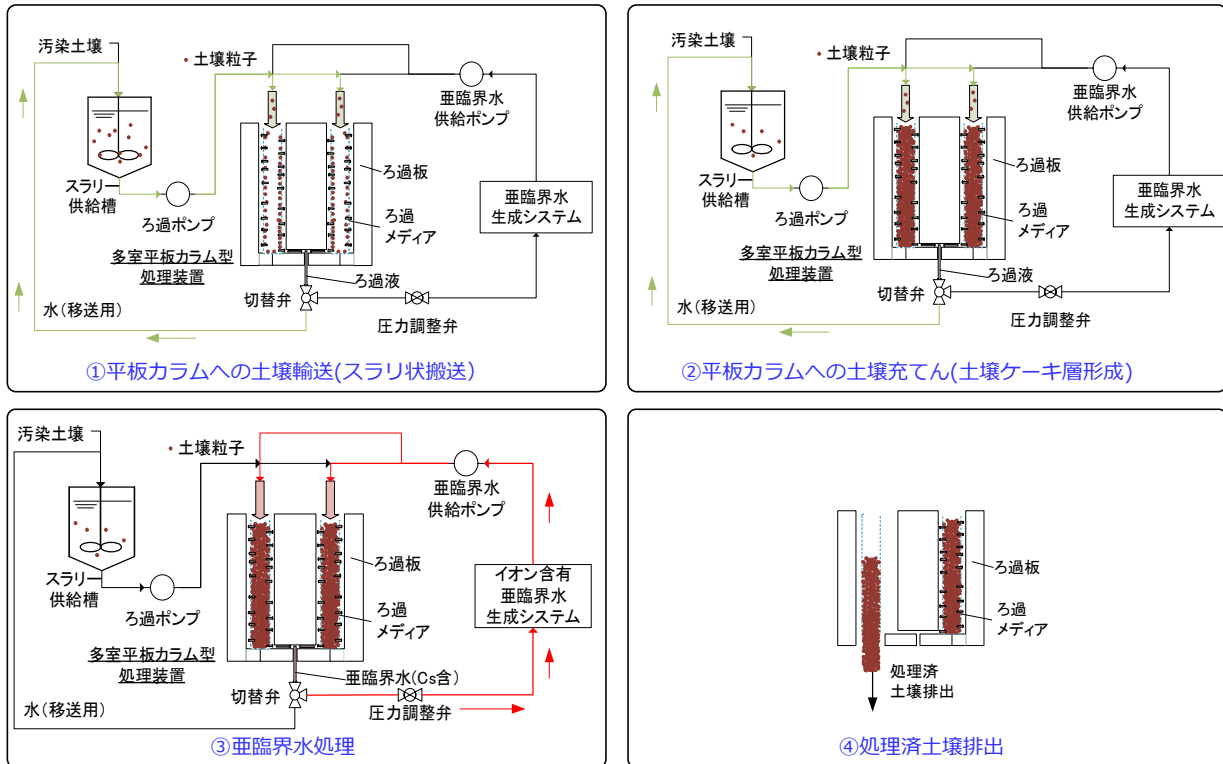 汚染土壌
・土壌粒子
亜臨界水
供給ポンプ
ろ過板
スラリー
供給槽
ろ過ポンプ
ろ過
メディア
亜臨界水
生成システム
多室平板カラム型
処理装置
ろ過液
切替弁
水(移送用)
圧力調整弁
①平板カラムへの土壌輸送(スラリ状搬送)
汚染土壌
・土壌粒子
亜臨界水
供給ポンプ
ろ過板
スラリー
供給槽
ろ過ポンプ
ろ過
メディア
亜臨界水
生成システム
多室平板カラム型
処理装置
ろ過液
切替弁
水(移送用)
圧力調整弁
②平板カラムへの土壌充てん(土壌ケーキ層形成)
汚染土壌
・土壌粒子
亜臨界水
供給ポンプ
ろ過板
スラリー
供給槽
ろ過ポンプ
ろ過
メディア
イオン含有
亜臨界水
生成システム
多室平板カラム型
処理装置
亜臨界水(Cs含)
切替弁
水(移送用)
圧力調整弁
③亜臨界水処理
ろ過板
ろ過
メディア
処理済
土壌排出
④処理済土壌排出